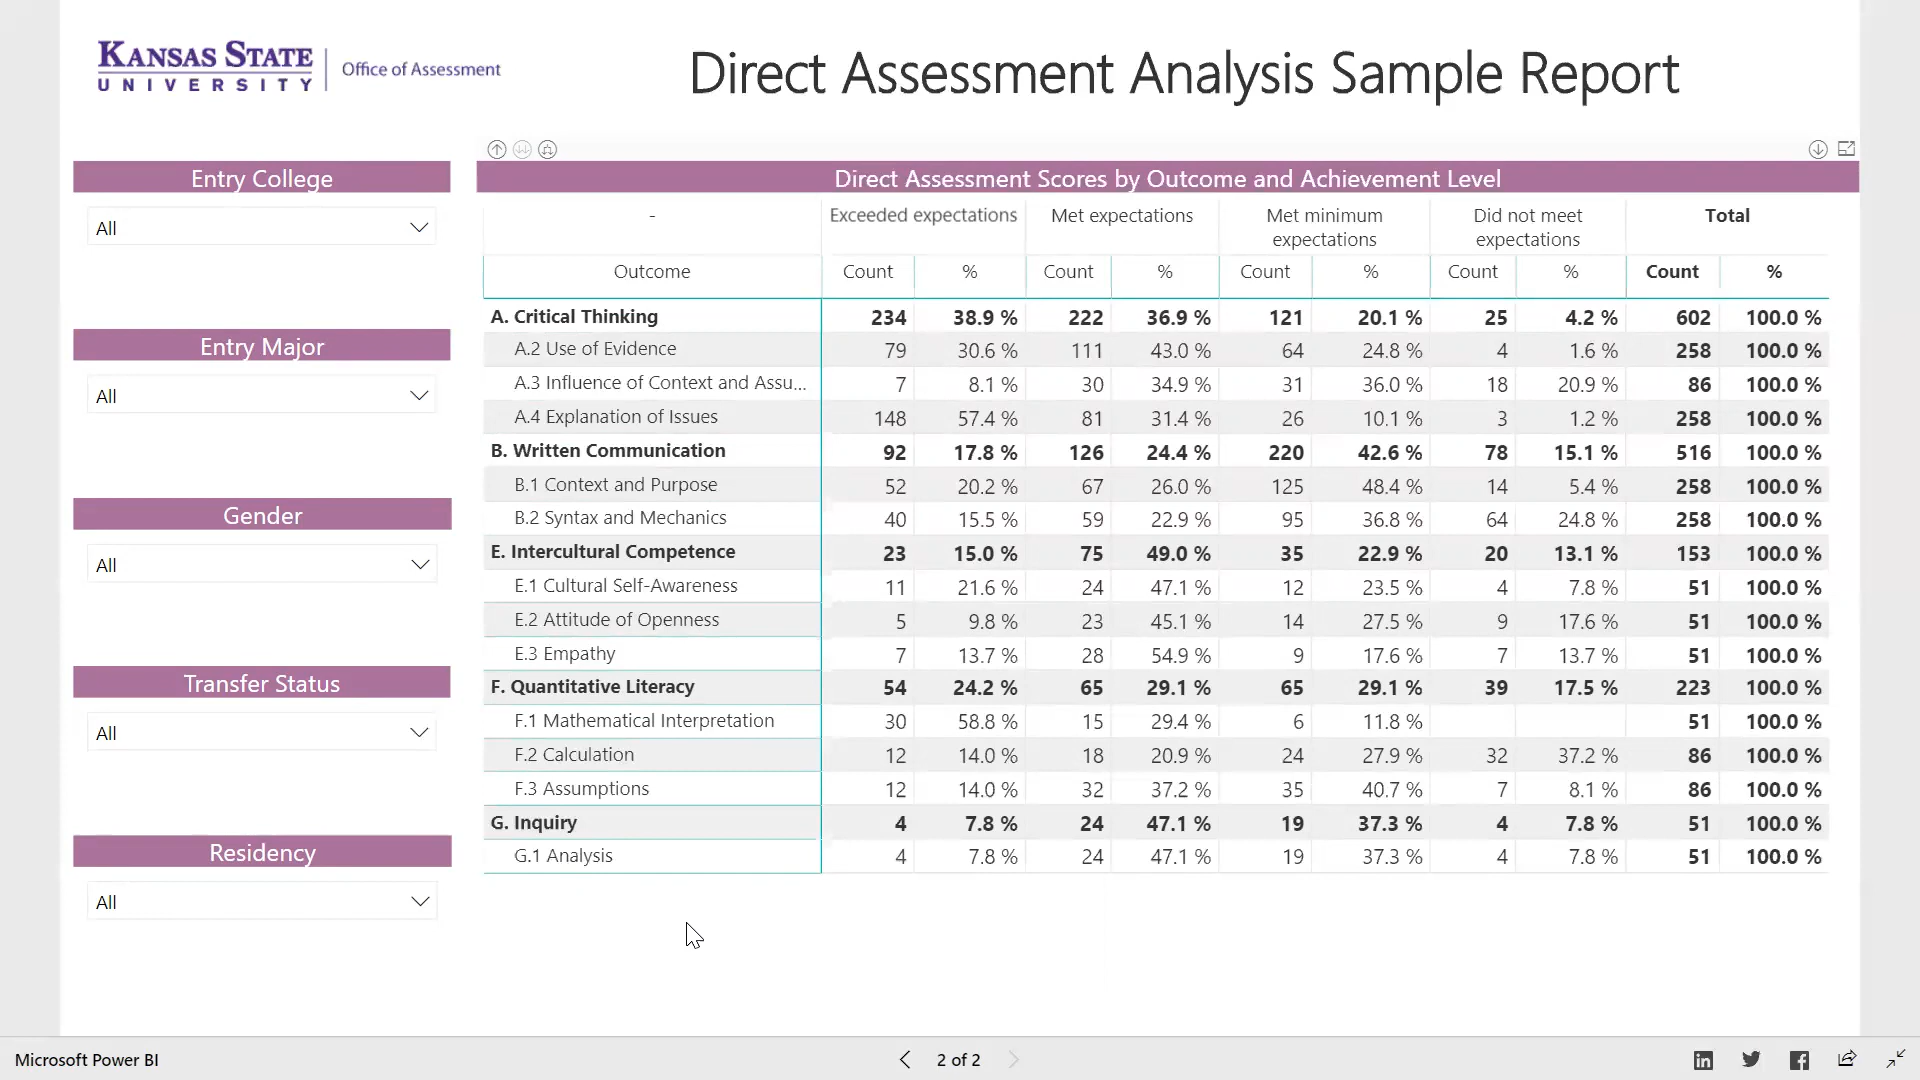 KANSAS STATE
UNIVERSITY
Office of Assessment
Direct Assessment Analysis Sample Report
Entry College
All
Entry Major
All
Gender
All
Transfer Status
All
Residency
All
Direct Assessment Scores by Outcome and Achievement Level
- Exceeded expectations Met expectations Met minimum expectations Did not meet expectations Total
Outcome Count % Count % Count % Count % Count %
A. Critical Thinking 234 38.9 % 222 36.9 % 121 20.1 % 25 4.2 % 602 100.0 %
A.2 Use of Evidence 79 30.6 % 111 43.0 % 64 24.8 % 4 1.6 % 258 100.0 %
A.3 Influence of Context and Assu... 7 8.1 % 30 34.9 % 31 36.0 % 18 20.9 % 86 100.0 %
A.4 Explanation of Issues 148 57.4 % 81 31.4 % 26 10.1 % 3 1.2 % 258 100.0 %
B. Written Communication 92 17.8 % 126 24.4 % 220 42.6 % 78 15.1 % 516 100.0 %
B.1 Context and Purpose 52 20.2 % 67 26.0 % 125 48.4 % 14 5.4 % 258 100.0 %
B.2 Syntax and Mechanics 40 15.5 % 59 22.9 % 95 36.8 % 64 24.8 % 258 100.0 %
E. Intercultural Competence 23 15.0 % 75 49.0 % 35 22.9 % 20 13.1 % 153 100.0 %
E.1 Cultural Self-Awareness 11 21.6 % 24 47.1 % 12 23.5 % 4 7.8 % 51 100.0 %
E.2 Attitude of Openness 5 9.8 % 23 45.1 % 14 27.5 % 9 17.6 % 51 100.0 %
E.3 Empathy 7 13.7 % 28 54.9 % 9 17.6 % 7 13.7 % 51 100.0 %
F. Quantitative Literacy 54 24.2 % 65 29.1 % 65 29.1 % 39 17.5 % 223 100.0 %
F.1 Mathematical Interpretation 30 58.8 % 15 29.4 % 6 11.8 % 51 100.0 %
F.2 Calculation 12 14.0 % 18 20.9 % 24 27.9 % 32 37.2 % 86 100.0 %
F.3 Assumptions 12 14.0 % 32 37.2 % 35 40.7 % 7 8.1 % 86 100.0 %
G. Inquiry 4 7.8 % 24 47.1 % 19 37.3 % 4 7.8 % 51 100.0 %
G.1 Analysis 4 7.8 % 24 47.1 % 19 37.3 % 4 7.8 % 51 100.0 %
Microsoft Power BI
2 of 2